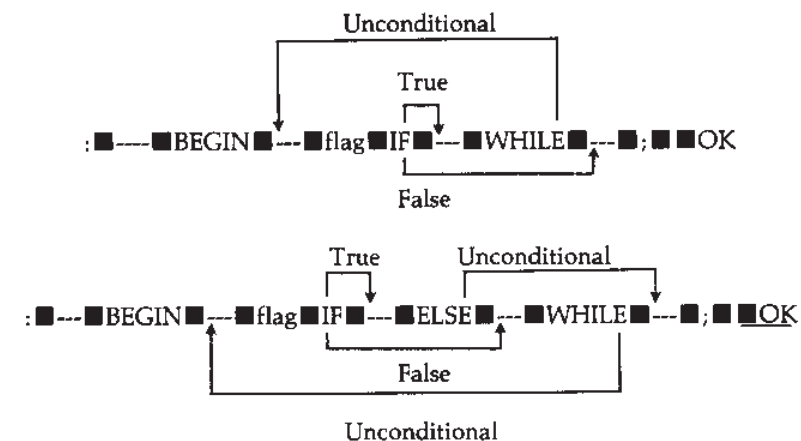 Unconditional
True
:■----■BEGIN■---■flag■IF■---■WHILE■---■;■■OK
False
True Unconditional
:■---■BEGIN■---■flag■IF■---■ELSE■---■WHILE■---■;■■OK
False
Unconditional